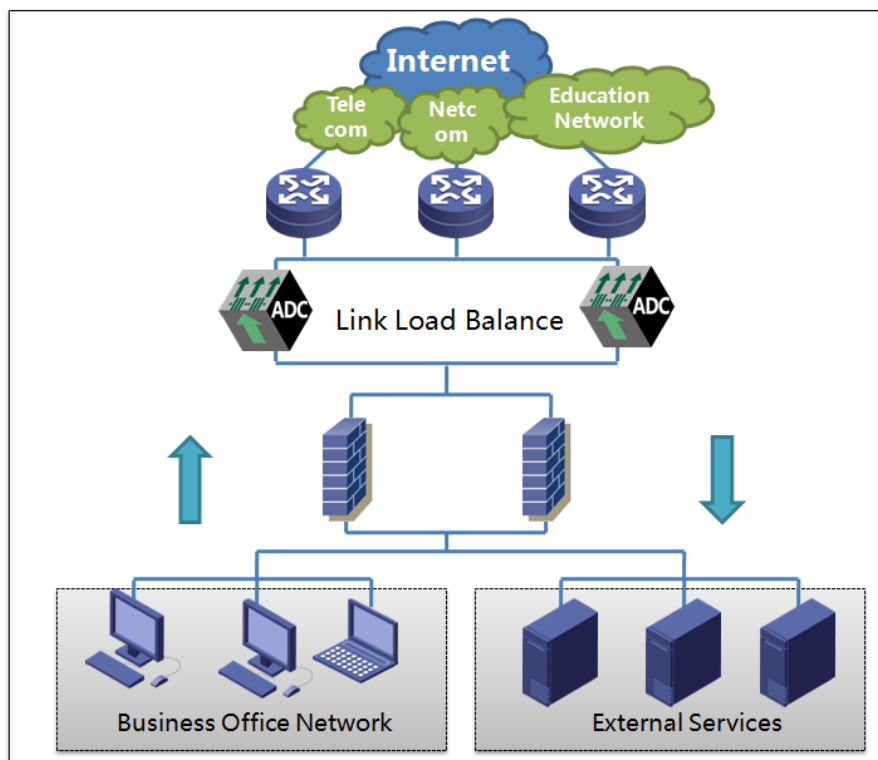 Internet
Tele
com
Netc
om
Education
Network
ADC
Link Load Balance
ADC
Business Office Network
External Services